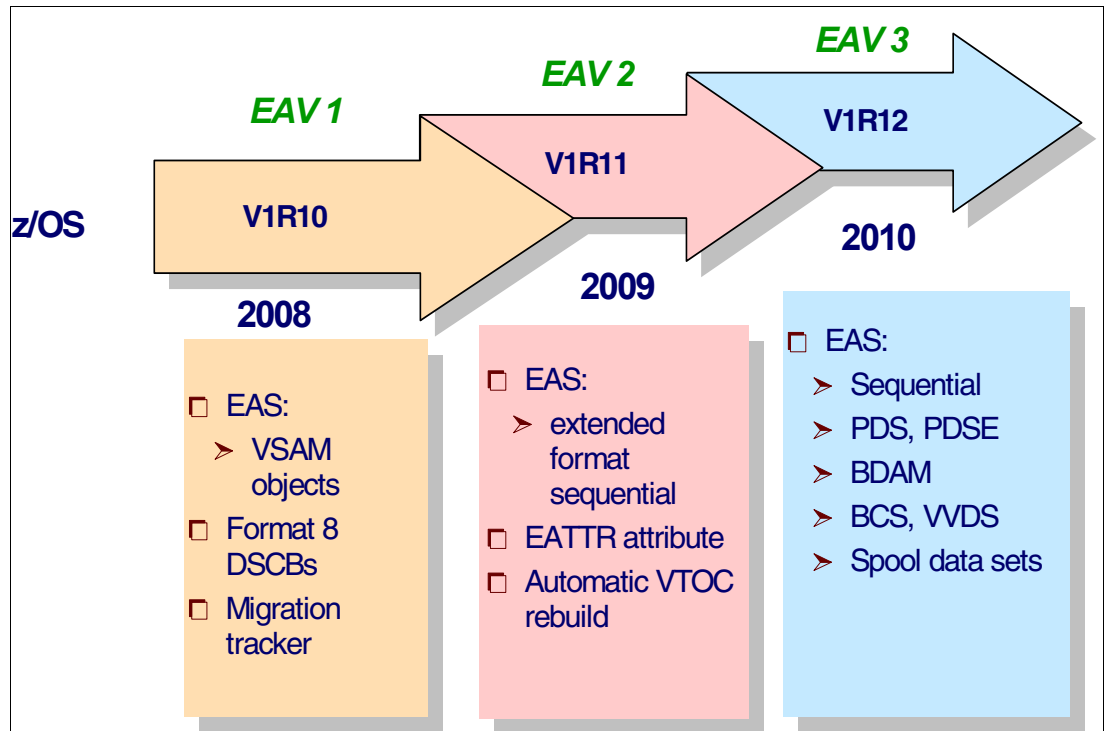 EAV 1
EAV 2
EAV 3
z/OS
V1R10
V1R11
V1R12
2008
2009
2010
EAS:
VSAM
objects
Format 8
DSCBs
Migration
tracker
EAS:
extended
format
sequential
EATTR attribute
Automatic VTOC
rebuild
EAS:
Sequential
PDS, PDSE
BDAM
BCS, VVDS
Spool data sets